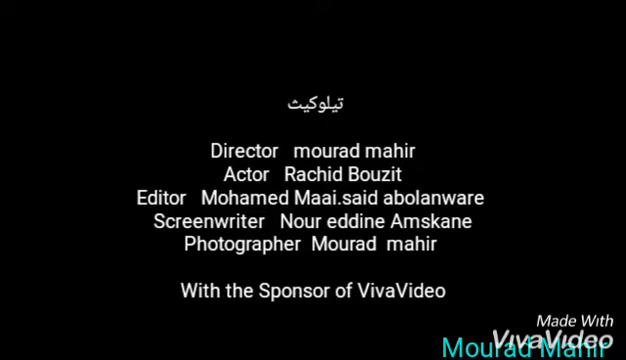 تيلوكيث
Director mourad mahir
Actor Rachid Bouzit
Editor Mohamed Maai.said abolanware
Screenwriter Nour eddine Amskane
Photographer Mourad mahir
With the Sponsor of VivaVideo
Made With
VivaVideo
Mourad Mahir